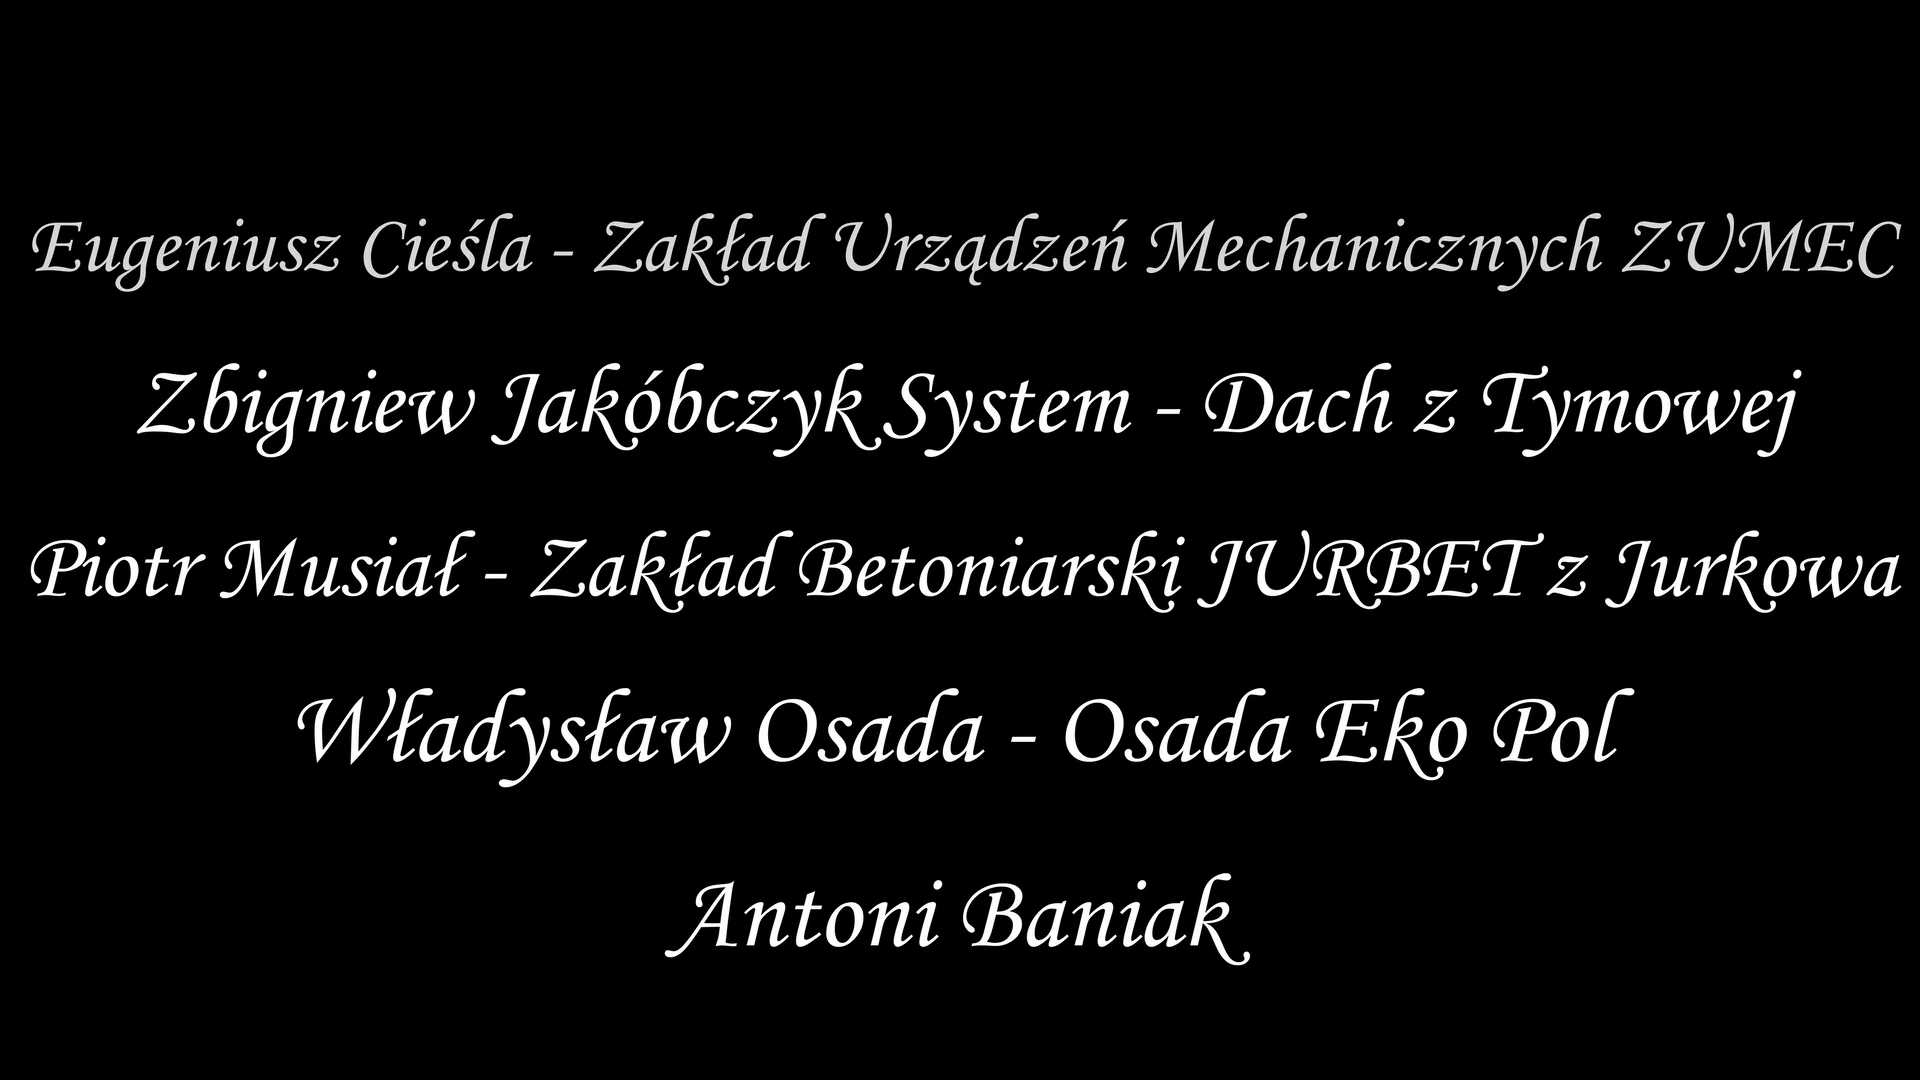 Eugeniusz Cieśla - Zakład Urządzeń Mechanicznych ZUMEC
Zbigniew Jakóbczyk System - Dach z Tymowej
Piotr Musiał - Zakład Betoniarski JURBET z Jurkowa
Władysław Osada - Osada Eko Pol
Antoni Baniak